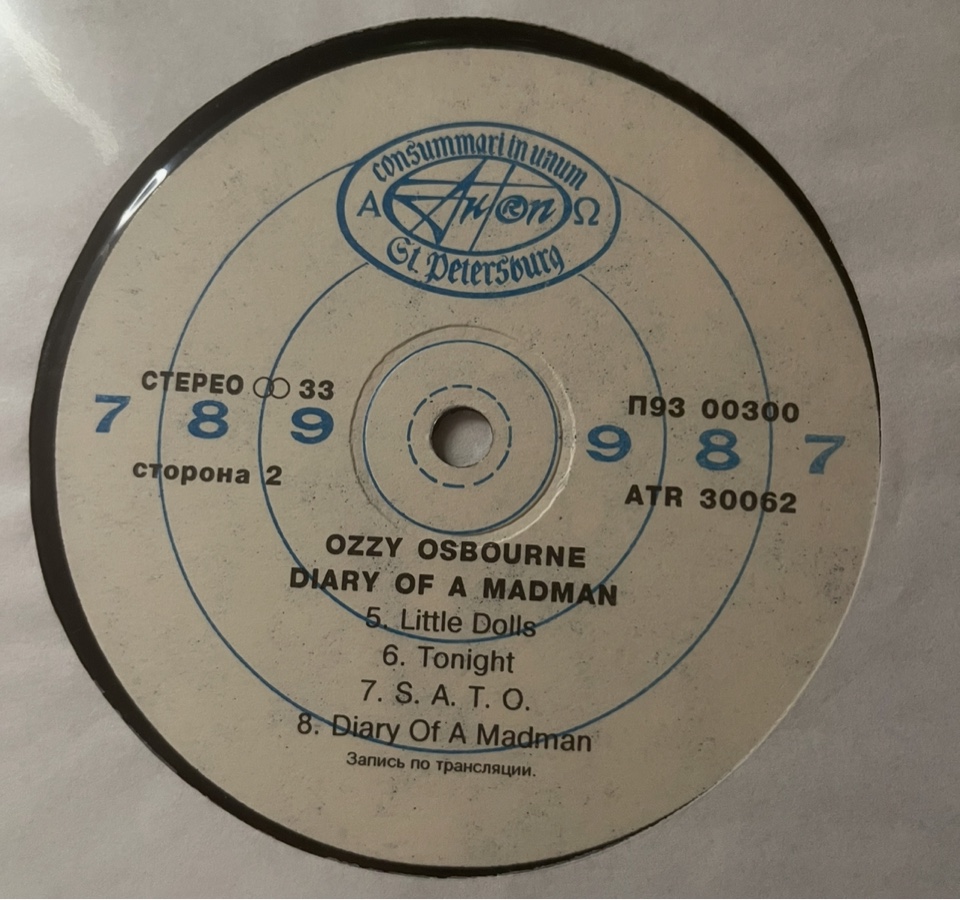 consummari in unum
Α AnTЯOn Ω
St. Petersburg
СТЕРЕО 33
П93 00300
7 8 9
9 8 7
сторона 2
ATR 30062
OZZY OSBOURNE
DIARY OF A MADMAN
5. Little Dolls
6. Tonight
7. S. A. T. O.
8. Diary Of A Madman
Запись по трансляции.